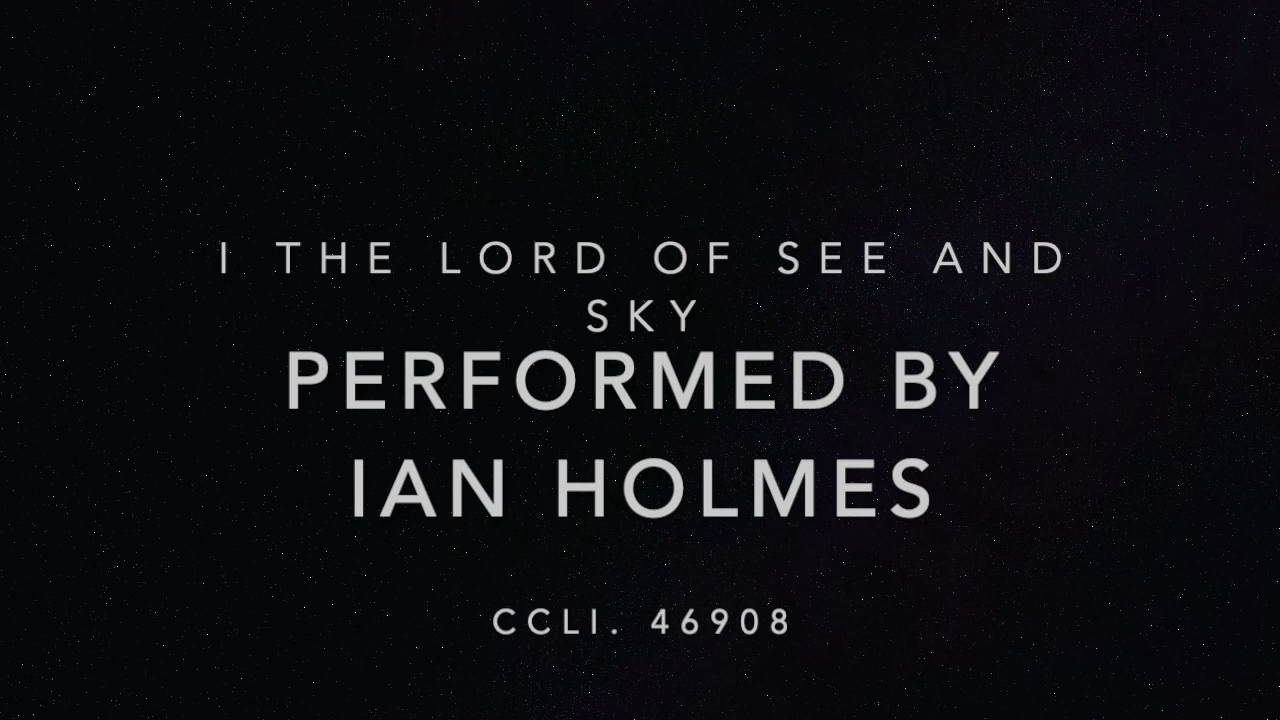 I THE LORD OF SEE AND
SKY
PERFORMED BY
IAN HOLMES
CCLI. 46908